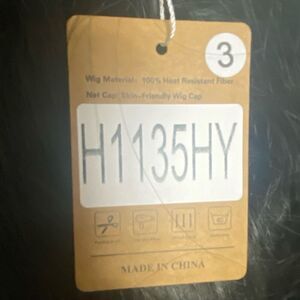 3
Wig Material: 100% Heat Resistant Fiber
Net Cap: Skin-Friendly Wig Cap
H1135HY
MADE IN CHINA